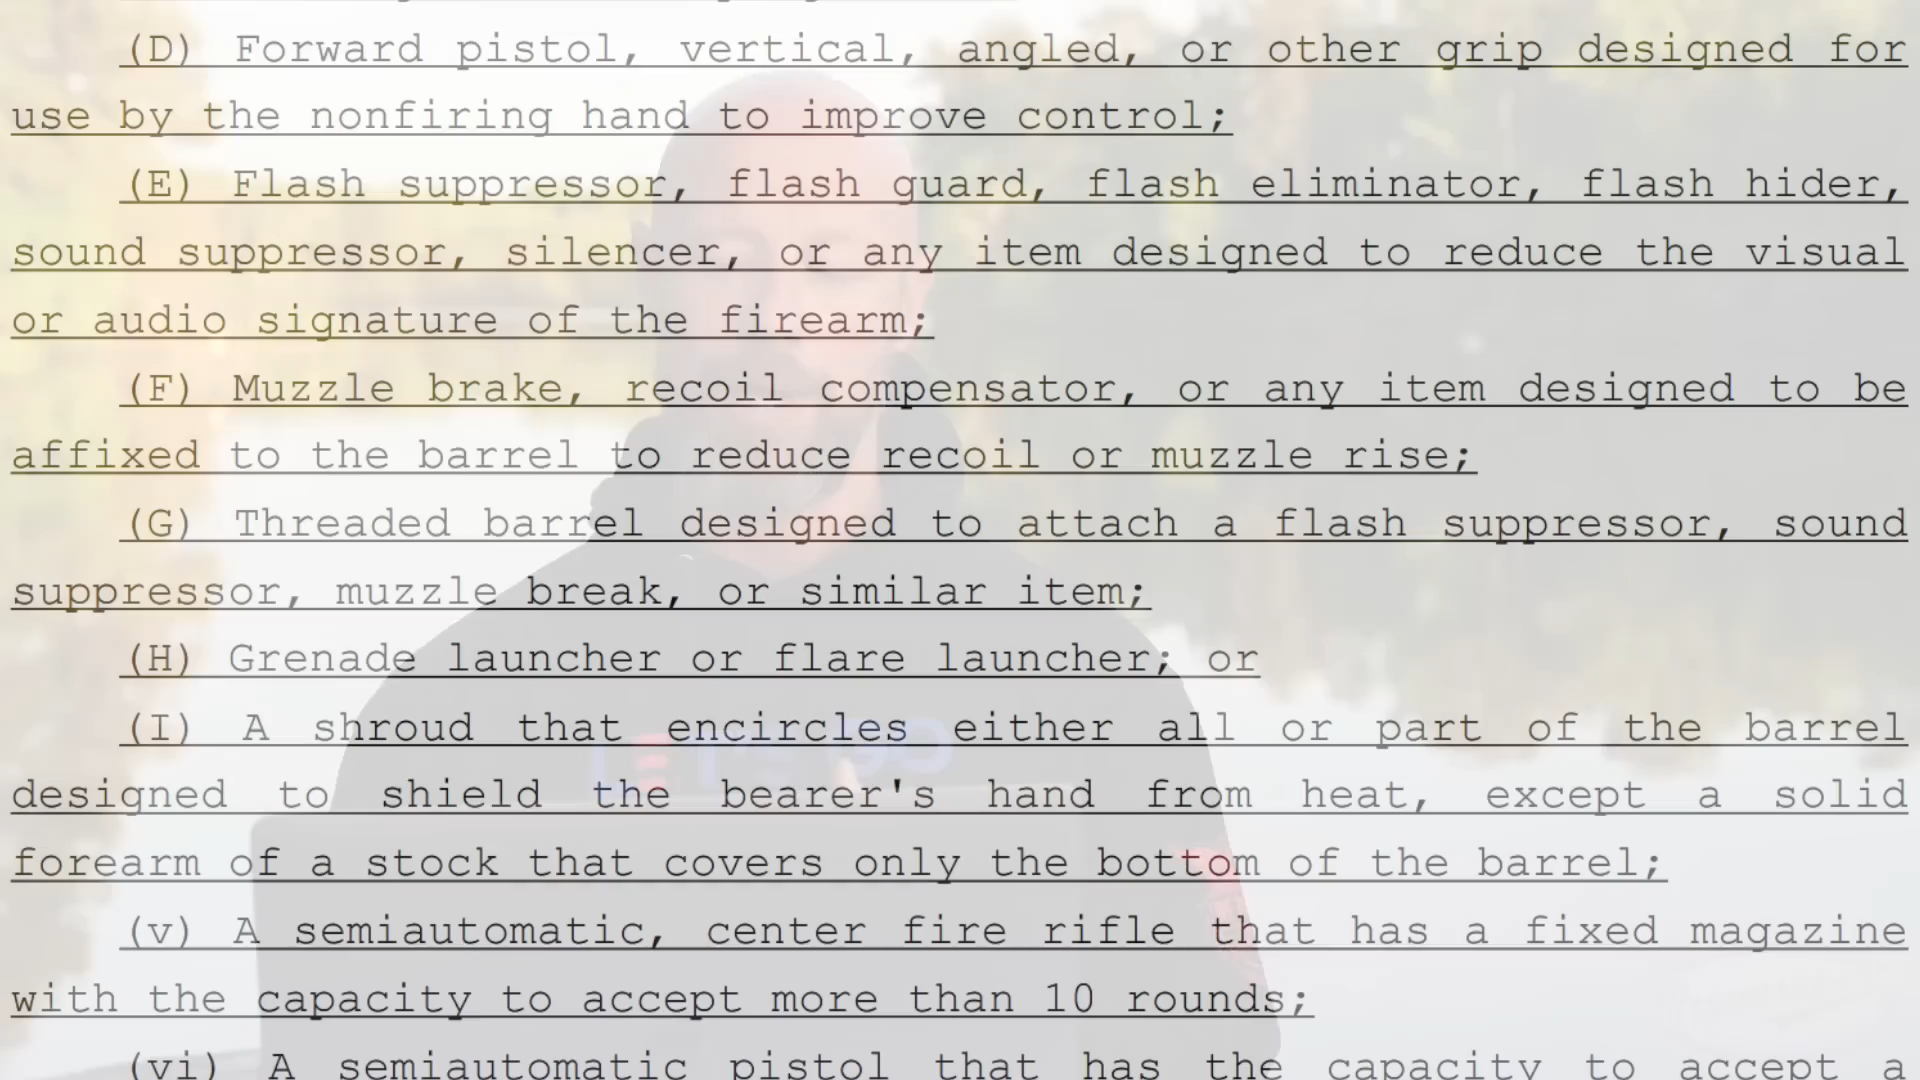 (D) Forward pistol, vertical, angled, or other grip designed for
use by the nonfiring hand to improve control;
(E) Flash suppressor, flash guard, flash eliminator, flash hider,
sound suppressor, silencer, or any item designed to reduce the visual
or audio signature of the firearm;
(F) Muzzle brake, recoil compensator, or any item designed to be
affixed to the barrel to reduce recoil or muzzle rise;
(G) Threaded barrel designed to attach a flash suppressor, sound
suppressor, muzzle break, or similar item;
(H) Grenade launcher or flare launcher; or
(I) A shroud that encircles either all or part of the barrel
designed to shield the bearer's hand from heat, except a solid
forearm of a stock that covers only the bottom of the barrel;
(v) A semiautomatic, center fire rifle that has a fixed magazine
with the capacity to accept more than 10 rounds;
(vi) A semiautomatic pistol that has the capacity to accept a